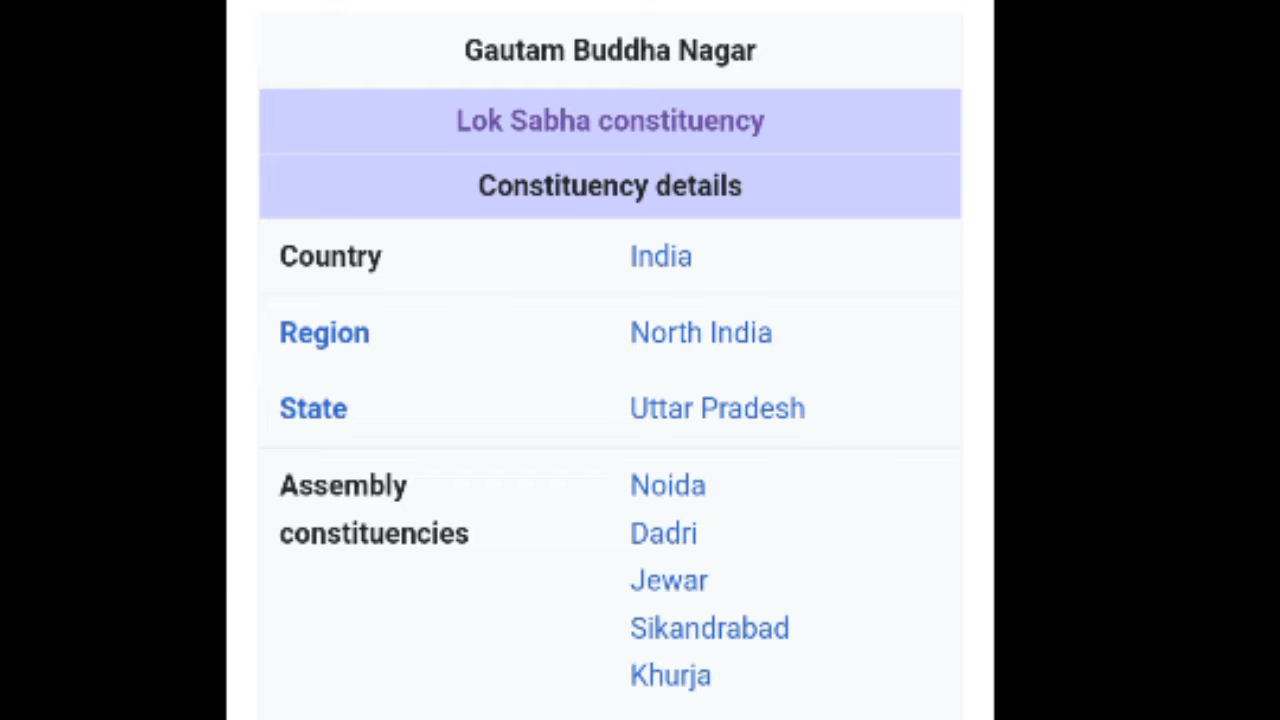 Gautam Buddha Nagar
Lok Sabha constituency
Constituency details
Country India
Region North India
State Uttar Pradesh
Assembly constituencies Noida
Dadri
Jewar
Sikandrabad
Khurja